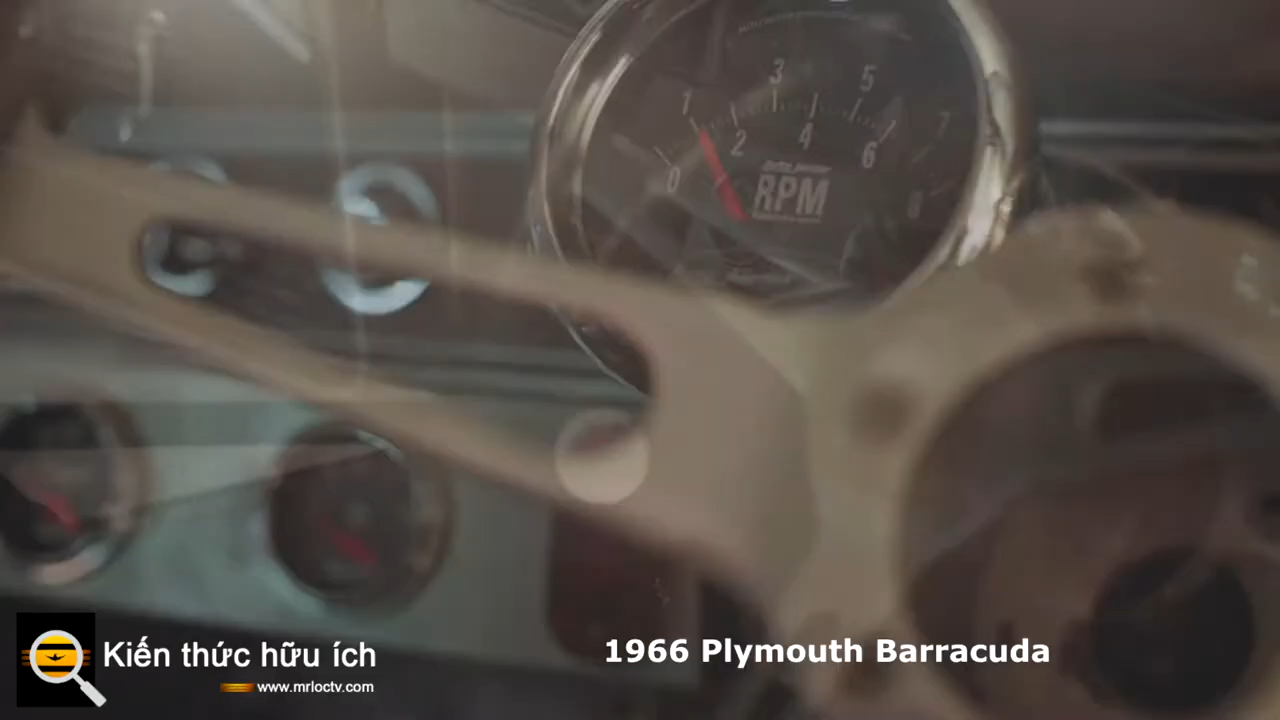 1 3 5 7
0 2 4 6 8
RPM
Kiến thức hữu ích
www.mrloctv.com
1966 Plymouth Barracuda